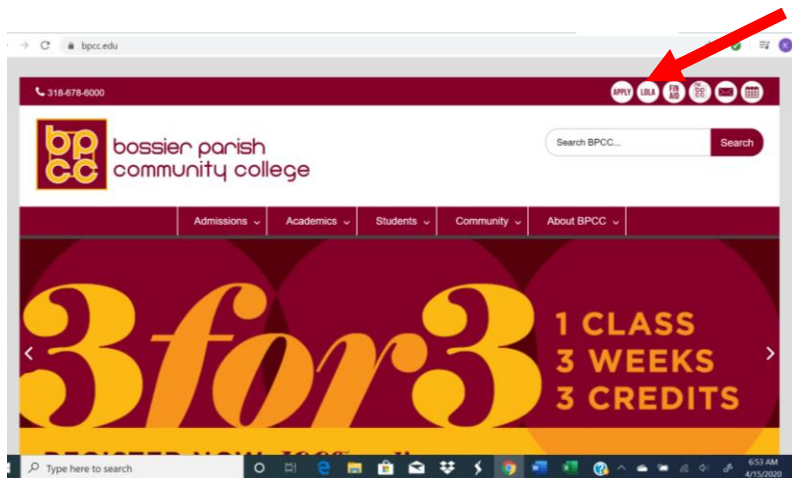 bpcc.edu
K
318-678-6000
APPLY
LOLA
FIN
AID
bp
cc
bp
cc
bossier parish
community college
Search BPCC...
Search
Admissions
Academics
Students
Community
About BPCC
3for3
1 CLASS
3 WEEKS
3 CREDITS
Type here to search
6:53 AM
4/15/2020